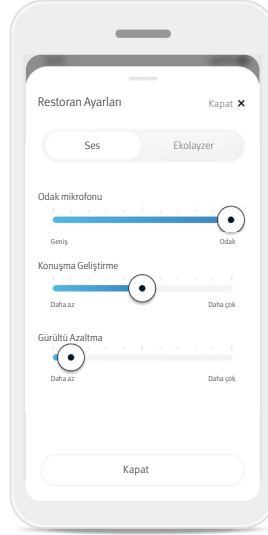 Restoran Ayarları
Kapat ×
Ses
Ekolayzer
Odak mikrofonu
Geniş
Odak
Konuşma Geliştirme
Daha az
Daha çok
Gürültü Azaltma
Daha az
Daha çok
Kapat